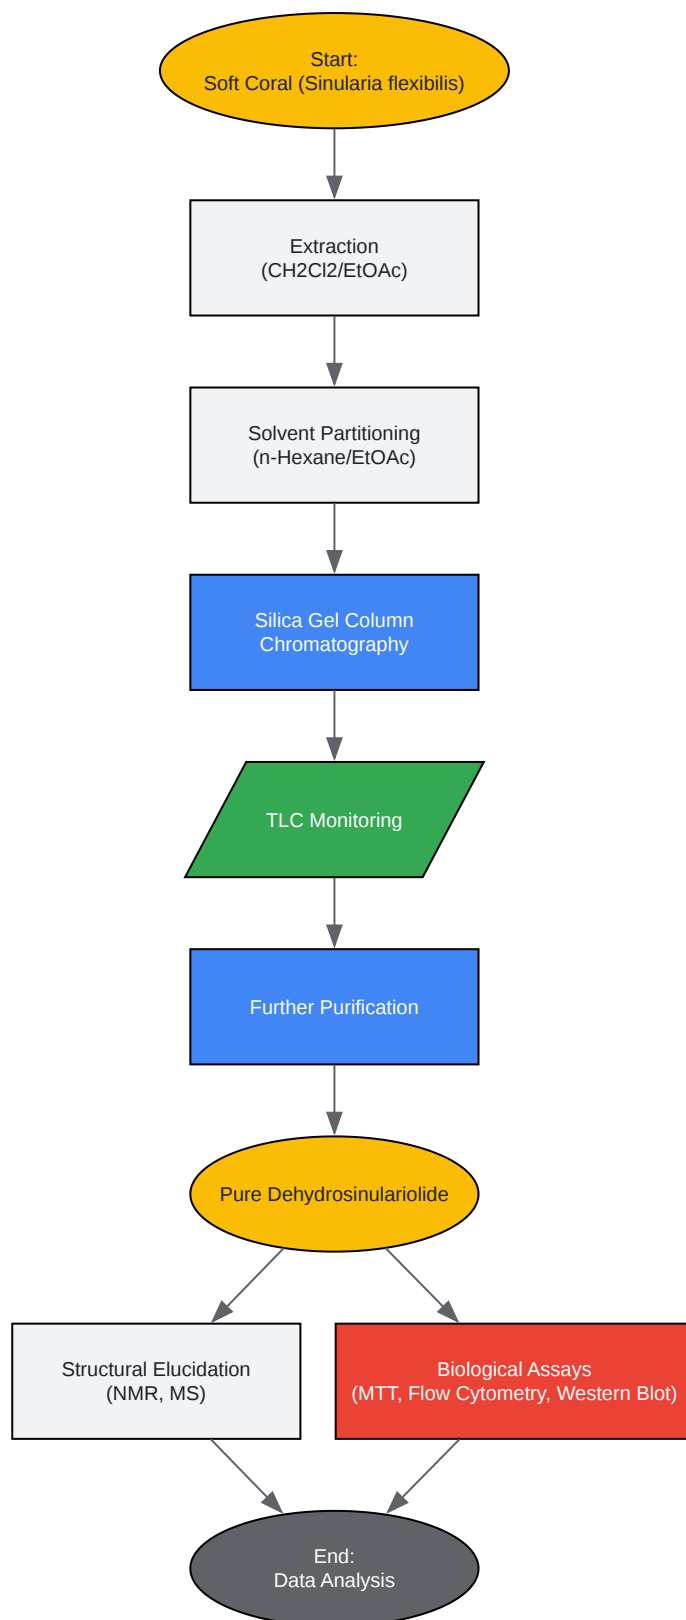 Start:
Soft Coral (Sinularia flexibilis)
Extraction
(CH2Cl2/EtOAc)
Solvent Partitioning
(n-Hexane/EtOAc)
Silica Gel Column
Chromatography
TLC Monitoring
Further Purification
Pure Dehydrosinulariolide
Structural Elucidation
(NMR, MS)
Biological Assays
(MTT, Flow Cytometry, Western Blot)
End:
Data Analysis